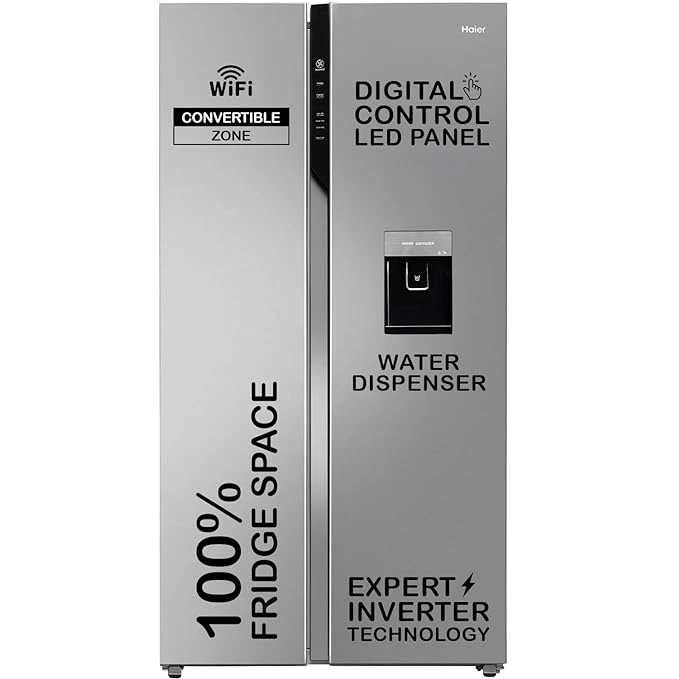 Haier
WiFi
CONVERTIBLE
ZONE
DIGITAL
CONTROL
LED PANEL
WATER DISPENSER
WATER
DISPENSER
100%
FRIDGE SPACE
EXPERT
INVERTER
TECHNOLOGY